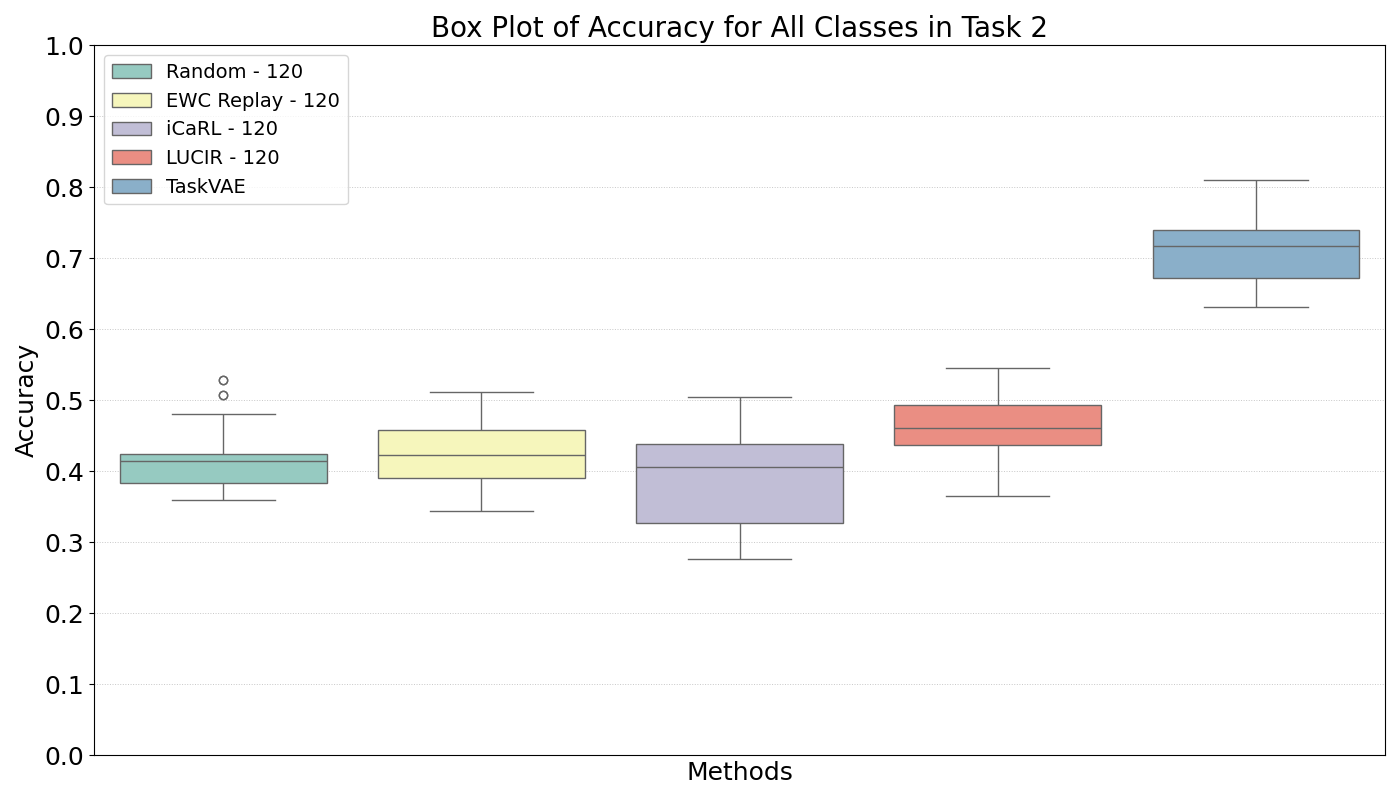 Box Plot of Accuracy for All Classes in Task 2
1.0
0.9
0.8
0.7
0.6
0.5
0.4
0.3
0.2
0.1
0.0
Accuracy
Random - 120
EWC Replay - 120
iCaRL - 120
LUCIR - 120
TaskVAE
Methods